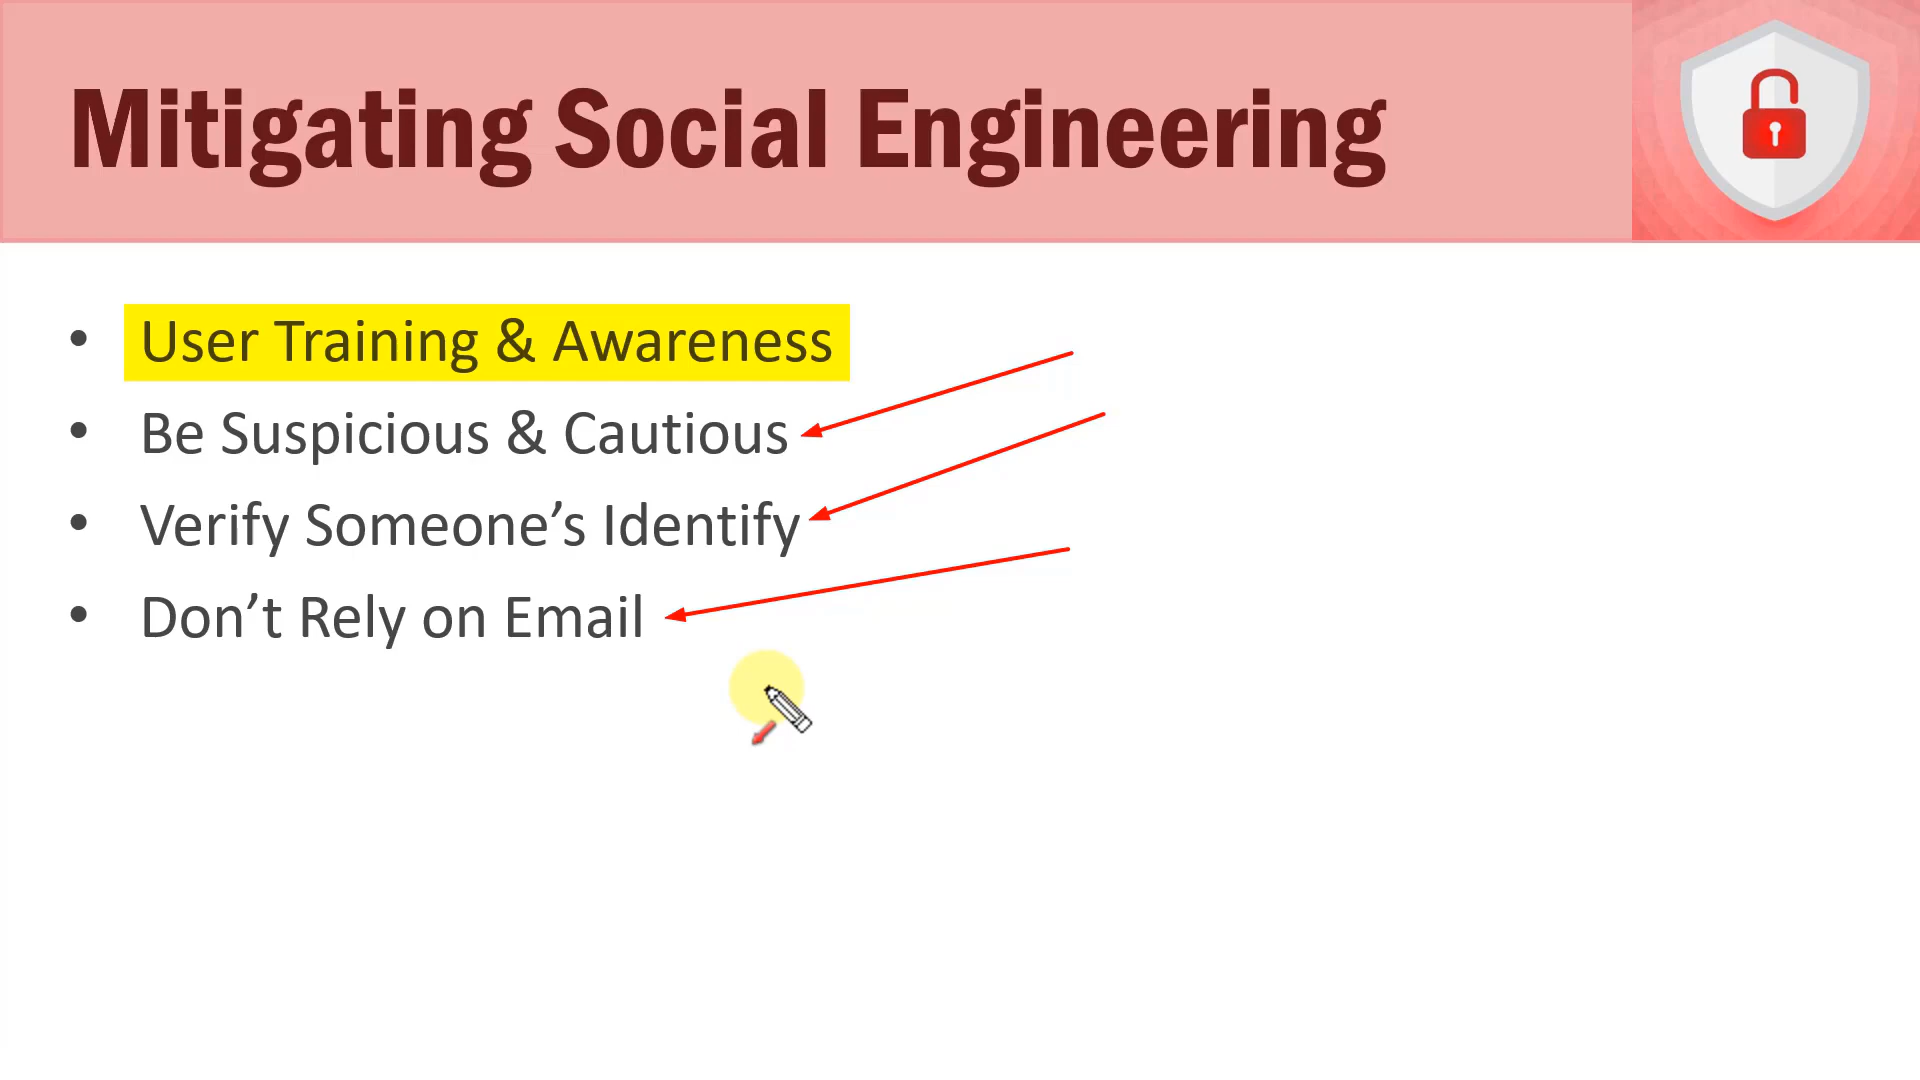 Mitigating Social Engineering
• User Training & Awareness
• Be Suspicious & Cautious
• Verify Someone’s Identify
• Don’t Rely on Email